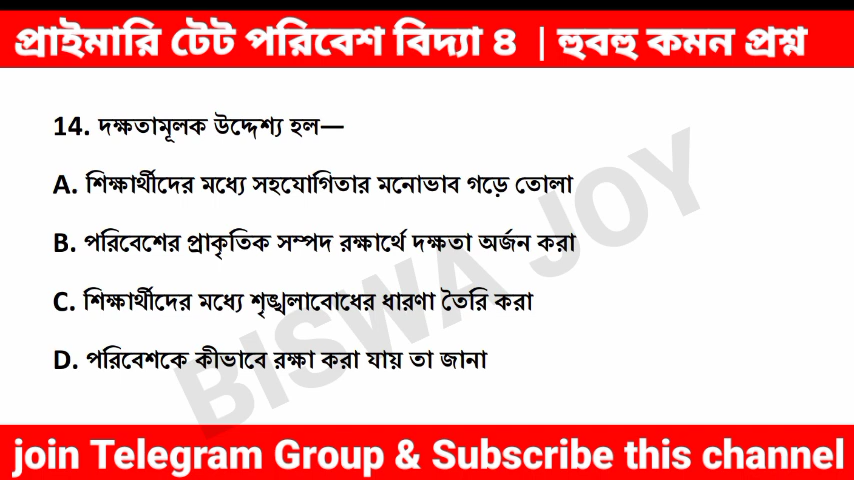 প্রাইমারি টেট পরিবেশ বিদ্যা ৪ | হুবহু কমন প্রশ্ন
14. দক্ষতামূলক উদ্দেশ্য হল—
A. শিক্ষার্থীদের মধ্যে সহযোগিতার মনোভাব গড়ে তোলা
B. পরিবেশের প্রাকৃতিক সম্পদ রক্ষার্থে দক্ষতা অর্জন করা
C. শিক্ষার্থীদের মধ্যে শৃঙ্খলাবোধের ধারণা তৈরি করা
D. পরিবেশকে কীভাবে রক্ষা করা যায় তা জানা
BISWA JOY
join Telegram Group & Subscribe this channel